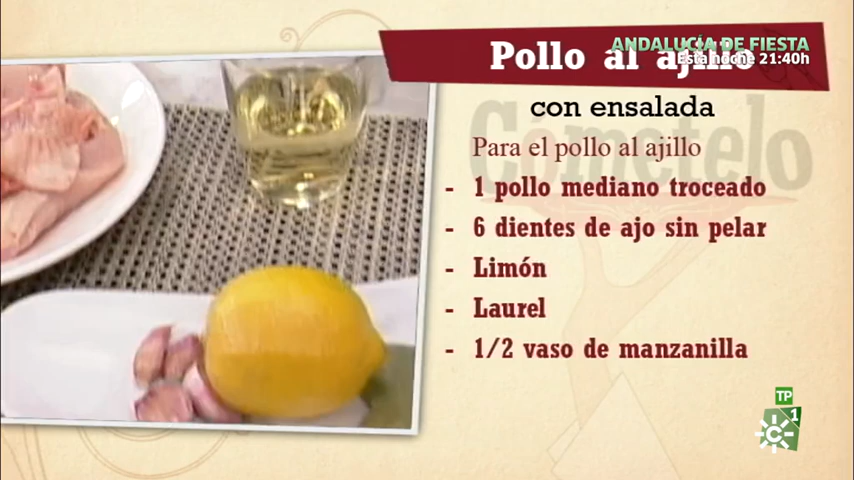 ANDALUCÍA DE FIESTA
Esta noche 21:40h
Pollo al ajillo
con ensalada
Cómetelo
Para el pollo al ajillo
- 1 pollo mediano troceado
- 6 dientes de ajo sin pelar
- Limón
- Laurel
- 1/2 vaso de manzanilla
TP
1